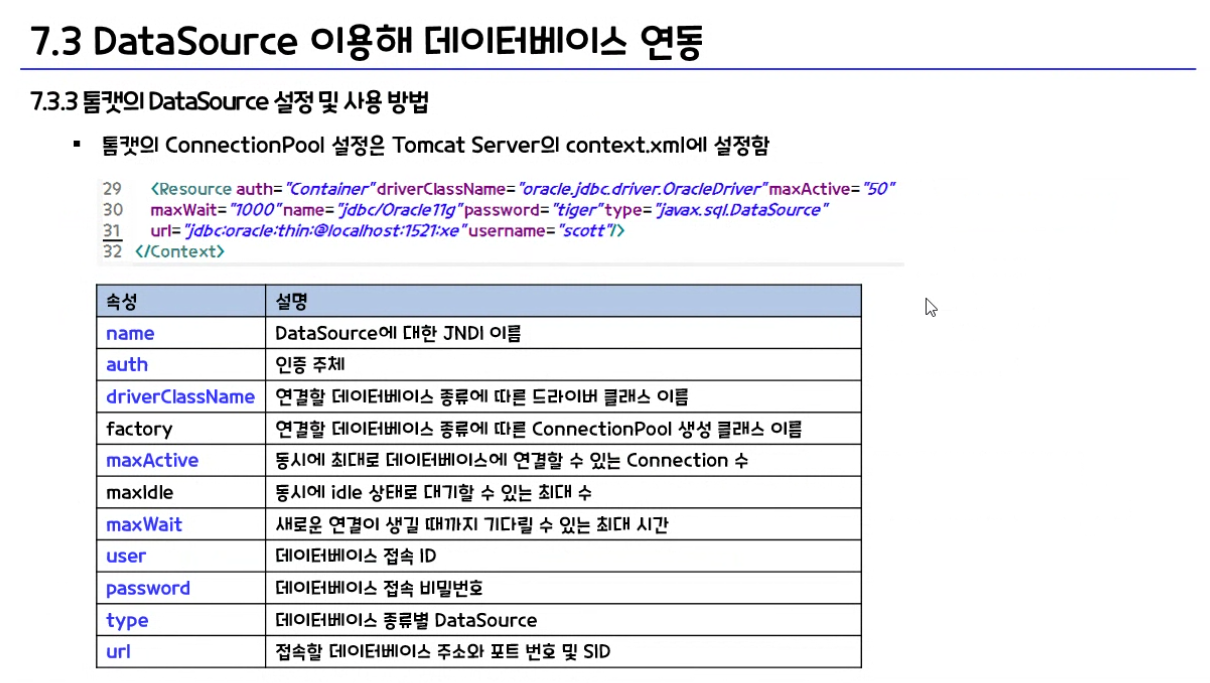 7.3 DataSource 이용해 데이터베이스 연동
7.3.3 톰캣의 DataSource 설정 및 사용 방법
▪ 톰캣의 ConnectionPool 설정은 Tomcat Server의 context.xml에 설정함
29 <Resource auth="Container" driverClassName="oracle.jdbc.driver.OracleDriver" maxActive="50"
30 maxWait="1000" name="jdbc/Oracle11g" password="tiger" type="javax.sql.DataSource"
31 url="jdbc:oracle:thin:@localhost:1521:xe" username="scott"/>
32 </Context>
속성 설명
name DataSource에 대한 JNDI 이름
auth 인증 주체
driverClassName 연결할 데이터베이스 종류에 따른 드라이버 클래스 이름
factory 연결할 데이터베이스 종류에 따른 ConnectionPool 생성 클래스 이름
maxActive 동시에 최대로 데이터베이스에 연결할 수 있는 Connection 수
maxIdle 동시에 idle 상태로 대기할 수 있는 최대 수
maxWait 새로운 연결이 생길 때까지 기다릴 수 있는 최대 시간
user 데이터베이스 접속 ID
password 데이터베이스 접속 비밀번호
type 데이터베이스 종류별 DataSource
url 접속할 데이터베이스 주소와 포트 번호 및 SID